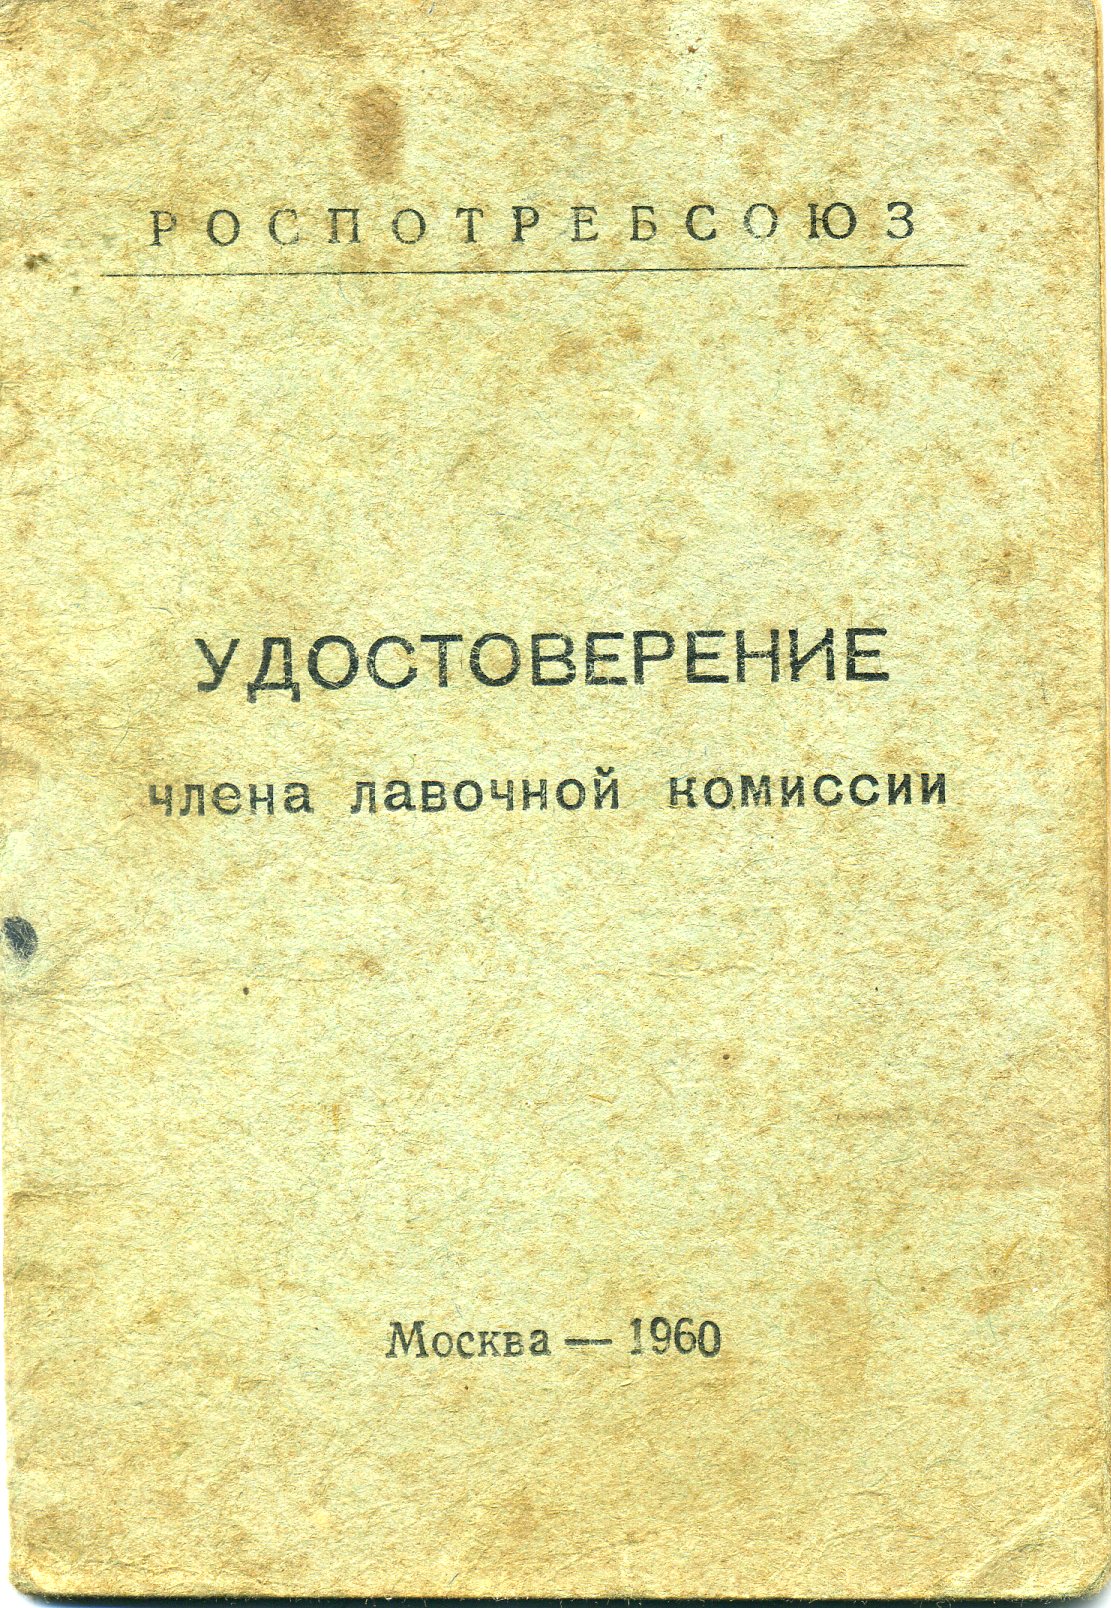 РОСПОТРЕБСОЮЗ
УДОСТОВЕРЕНИЕ
члена лавочной комиссии
Москва — 1960